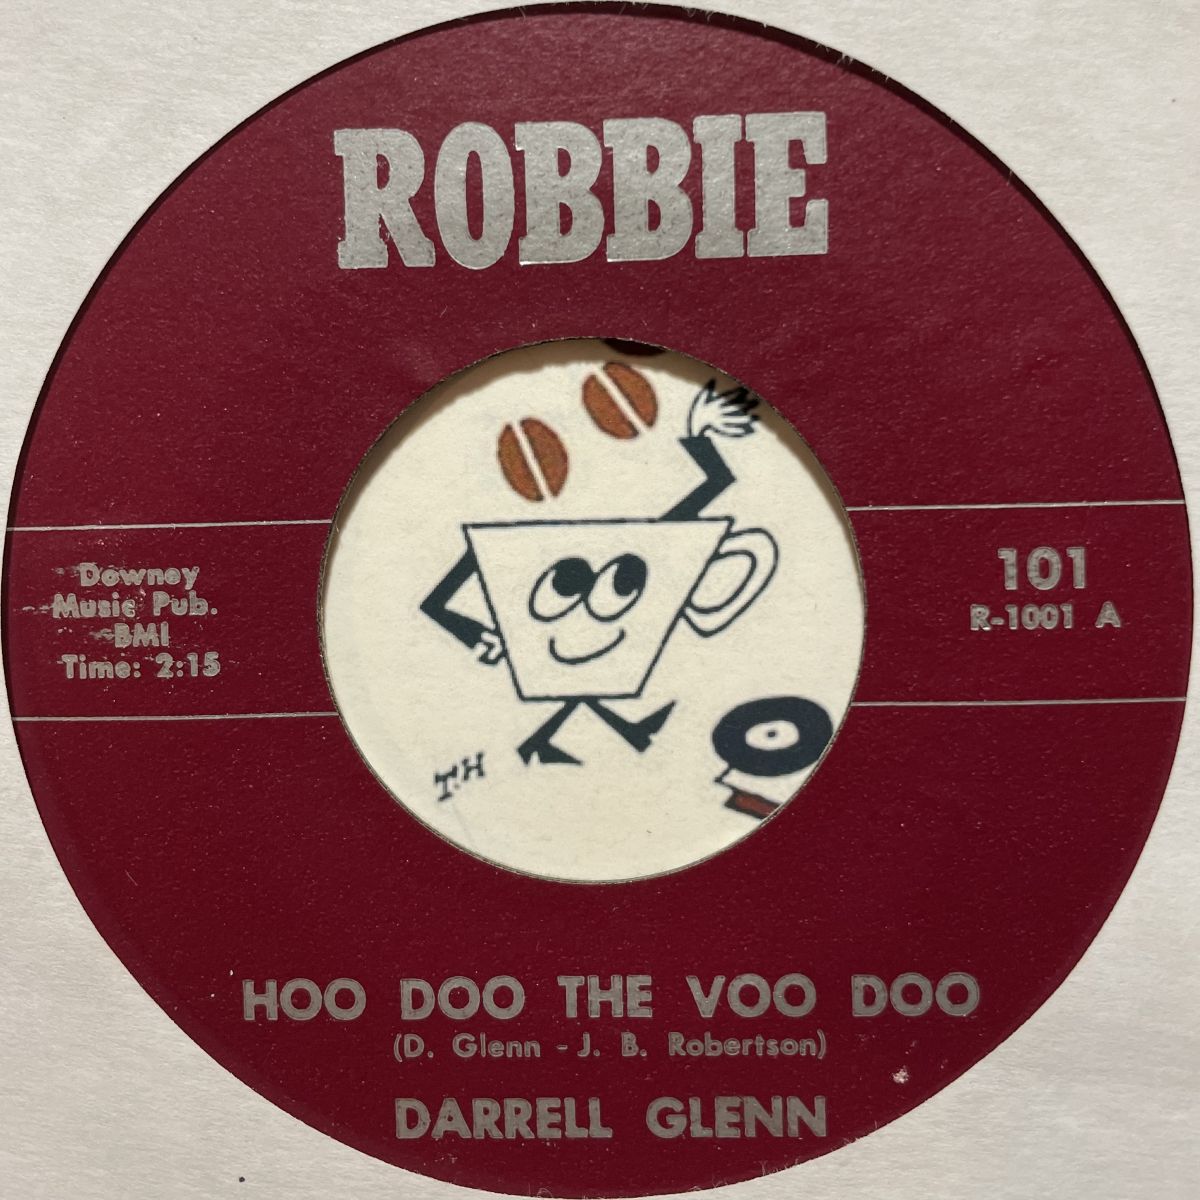 ROBBIE
Downey
Music Pub.
BMI
Time: 2:15
101
R-1001 A
T.H
HOO DOO THE VOO DOO
(D. Glenn - J. B. Robertson)
DARRELL GLENN